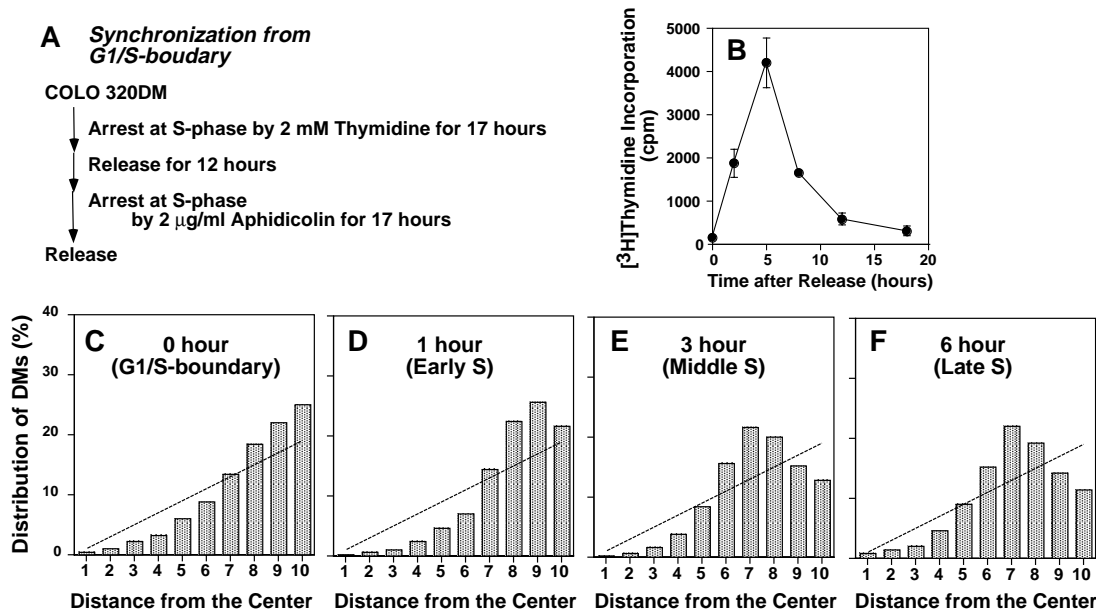 A
Synchronization from
G1/S-boudary
COLO 320DM
Arrest at S-phase by 2 mM Thymidine for 17 hours
Release for 12 hours
Arrest at S-phase
by 2 μg/ml Aphidicolin for 17 hours
Release
B
[³H]Thymidine Incorporation
(cpm)
5000
4000
3000
2000
1000
0
0 5 10 15 20
Time after Release (hours)
Distribution of DMs (%)
40
30
20
10
0
C
0 hour
(G1/S-boundary)
1 2 3 4 5 6 7 8 9 10
Distance from the Center
D
1 hour
(Early S)
1 2 3 4 5 6 7 8 9 10
Distance from the Center
E
3 hour
(Middle S)
1 2 3 4 5 6 7 8 9 10
Distance from the Center
F
6 hour
(Late S)
1 2 3 4 5 6 7 8 9 10
Distance from the Center